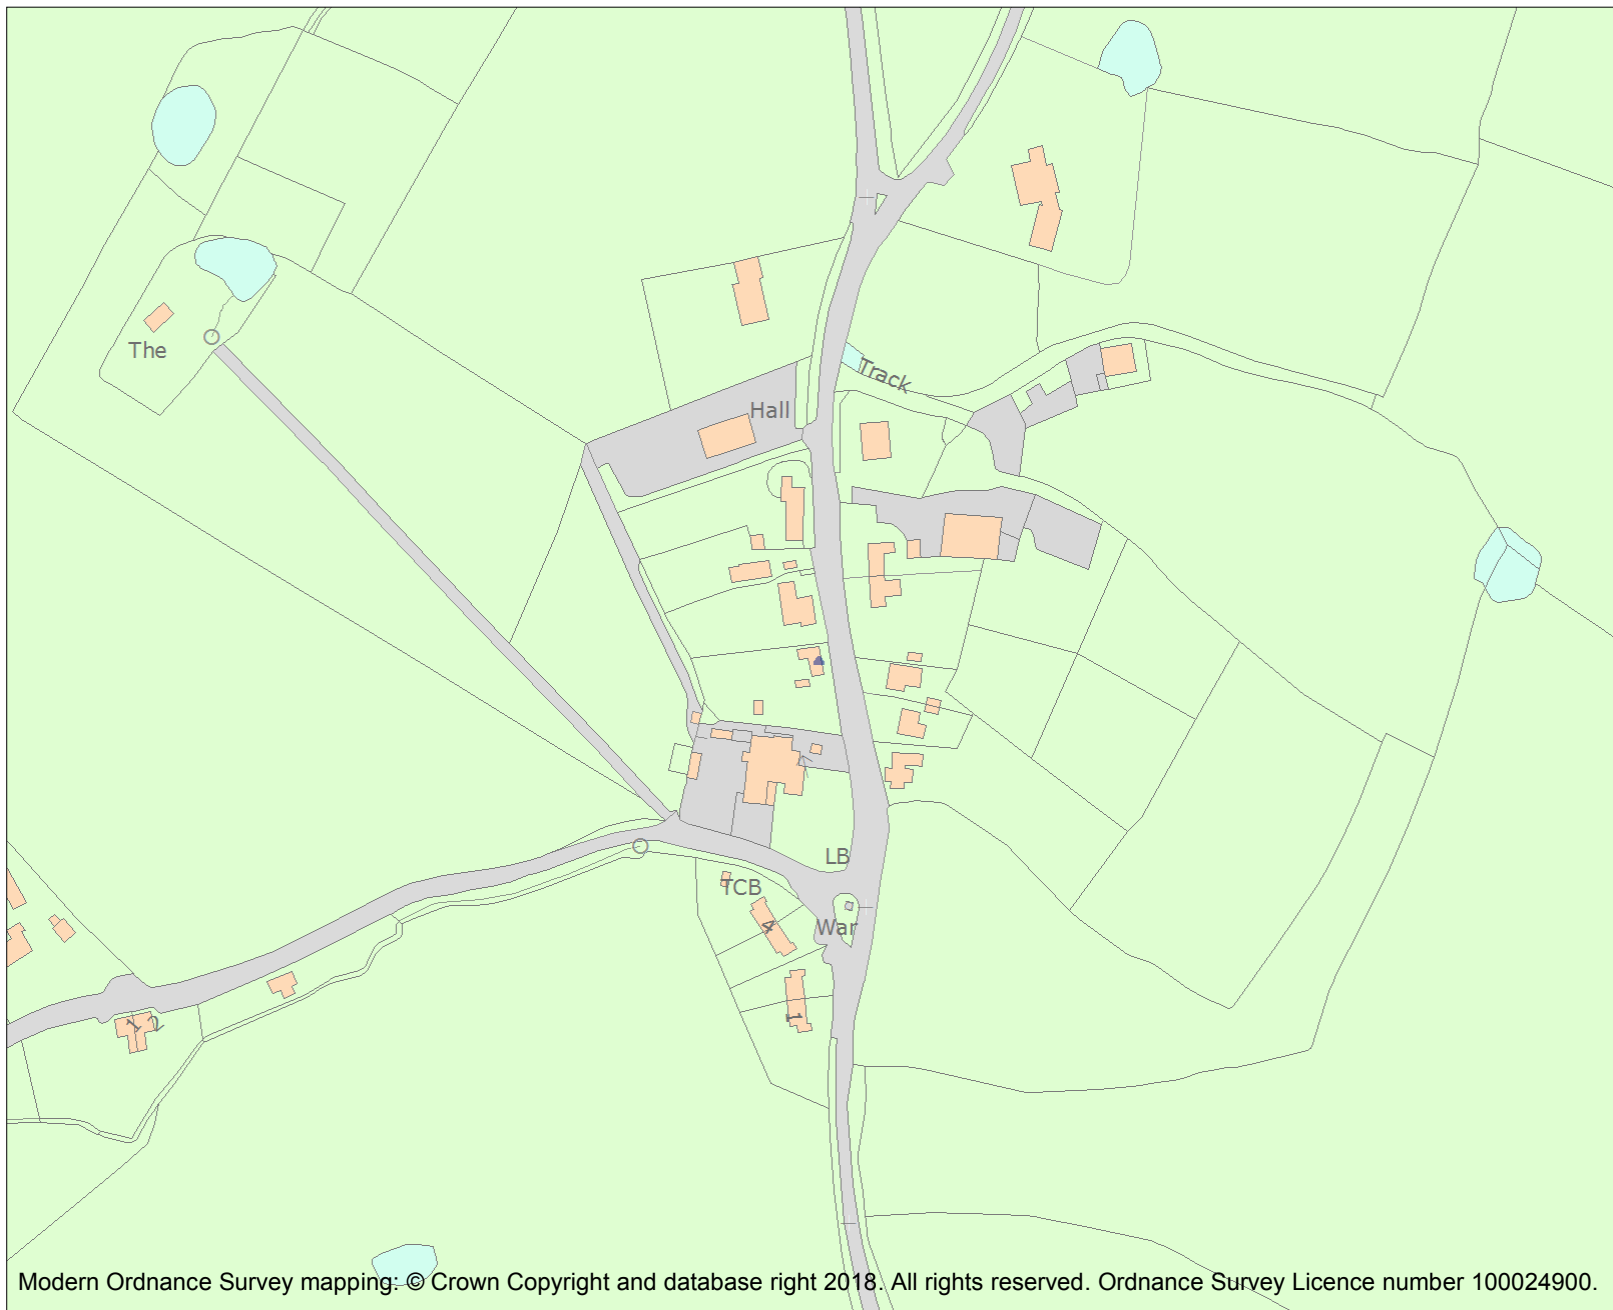 The
Track
Hall
LB
TCB
4
War
1
1
2
Modern Ordnance Survey mapping: © Crown Copyright and database right 2018. All rights reserved. Ordnance Survey Licence number 100024900.